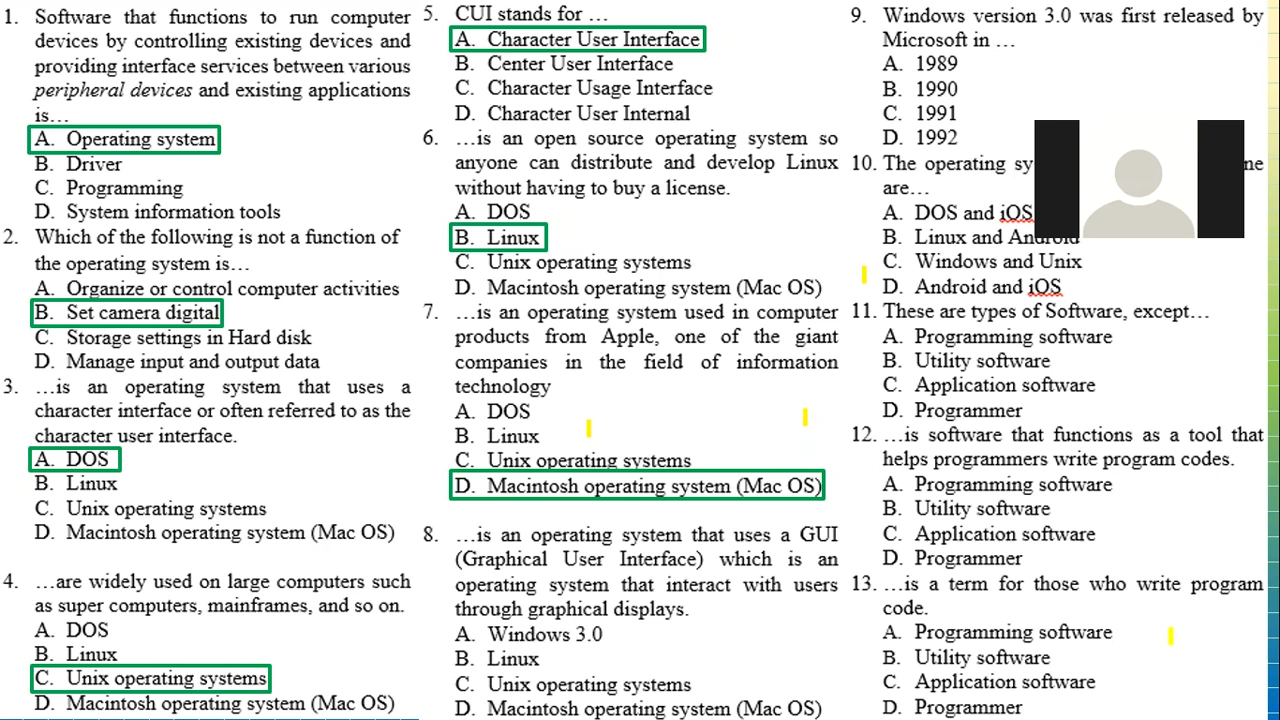 1. Software that functions to run computer
devices by controlling existing devices and
providing interface services between various
peripheral devices and existing applications
is…
A. Operating system
B. Driver
C. Programming
D. System information tools
2. Which of the following is not a function of
the operating system is…
A. Organize or control computer activities
B. Set camera digital
C. Storage settings in Hard disk
D. Manage input and output data
3. …is an operating system that uses a
character interface or often referred to as the
character user interface.
A. DOS
B. Linux
C. Unix operating systems
D. Macintosh operating system (Mac OS)
4. …are widely used on large computers such
as super computers, mainframes, and so on.
A. DOS
B. Linux
C. Unix operating systems
D. Macintosh operating system (Mac OS)
5. CUI stands for …
A. Character User Interface
B. Center User Interface
C. Character Usage Interface
D. Character User Internal
6. …is an open source operating system so
anyone can distribute and develop Linux
without having to buy a license.
A. DOS
B. Linux
C. Unix operating systems
D. Macintosh operating system (Mac OS)
7. …is an operating system used in computer
products from Apple, one of the giant
companies in the field of information
technology
A. DOS
B. Linux
C. Unix operating systems
D. Macintosh operating system (Mac OS)
8. …is an operating system that uses a GUI
(Graphical User Interface) which is an
operating system that interact with users
through graphical displays.
A. Windows 3.0
B. Linux
C. Unix operating systems
D. Macintosh operating system (Mac OS)
9. Windows version 3.0 was first released by
Microsoft in …
A. 1989
B. 1990
C. 1991
D. 1992
10. The operating
are…
A. DOS and iOS
B. Linux and Android
C. Windows and Unix
D. Android and iOS
11. These are types of Software, except…
A. Programming software
B. Utility software
C. Application software
D. Programmer
12. …is software that functions as a tool that
helps programmers write program codes.
A. Programming software
B. Utility software
C. Application software
D. Programmer
13. …is a term for those who write program
code.
A. Programming software
B. Utility software
C. Application software
D. Programmer